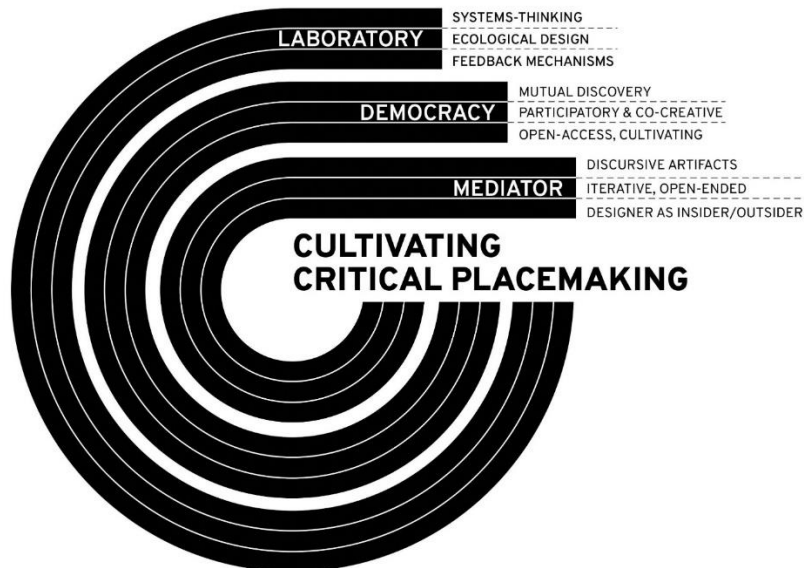 LABORATORY
SYSTEMS-THINKING
ECOLOGICAL DESIGN
FEEDBACK MECHANISMS
DEMOCRACY
MUTUAL DISCOVERY
PARTICIPATORY & CO-CREATIVE
OPEN-ACCESS, CULTIVATING
MEDIATOR
DISCURSIVE ARTIFACTS
ITERATIVE, OPEN-ENDED
DESIGNER AS INSIDER/OUTSIDER
CULTIVATING
CRITICAL PLACEMAKING